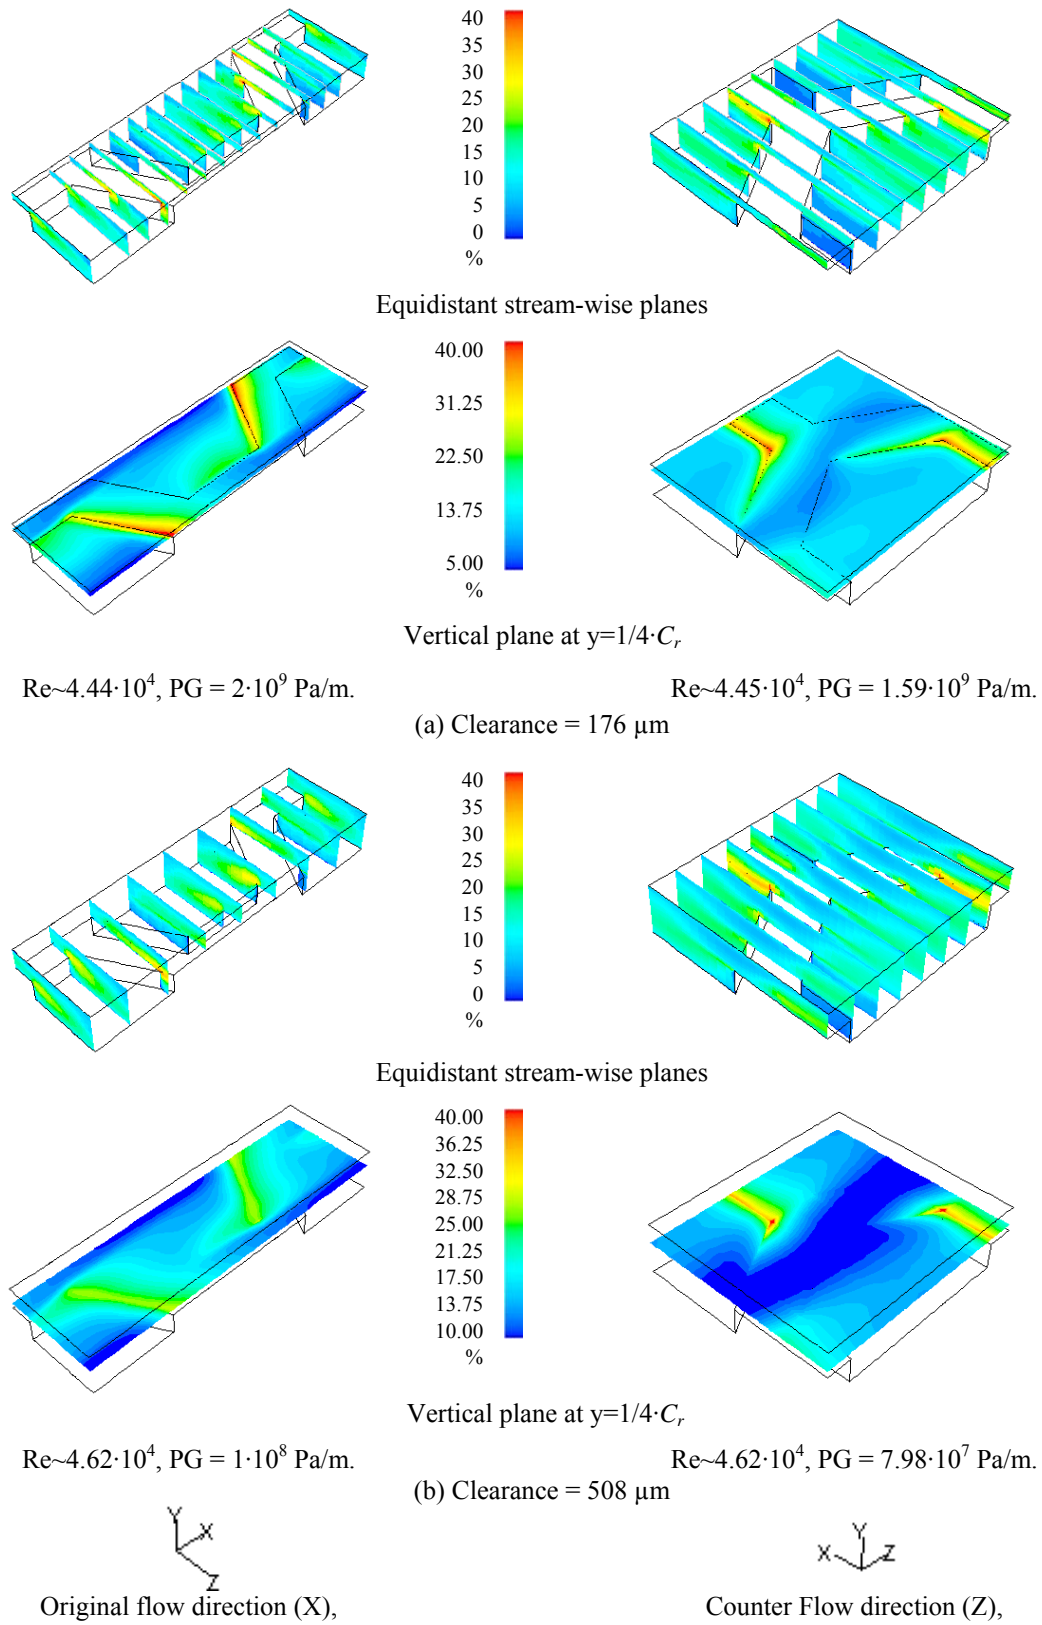 40
35
30
25
20
15
10
5
0
%
Equidistant stream-wise planes
40.00
31.25
22.50
13.75
5.00
%
Vertical plane at y=1/4·Cᵣ
Re~4.44·10⁴, PG = 2·10⁹ Pa/m.
Re~4.45·10⁴, PG = 1.59·10⁹ Pa/m.
(a) Clearance = 176 µm
40
35
30
25
20
15
10
5
0
%
Equidistant stream-wise planes
40.00
36.25
32.50
28.75
25.00
21.25
17.50
13.75
10.00
%
Vertical plane at y=1/4·Cᵣ
Re~4.62·10⁴, PG = 1·10⁸ Pa/m.
Re~4.62·10⁴, PG = 7.98·10⁷ Pa/m.
(b) Clearance = 508 µm
Y
X
Z
Y
X
Z
Original flow direction (X),
Counter Flow direction (Z),